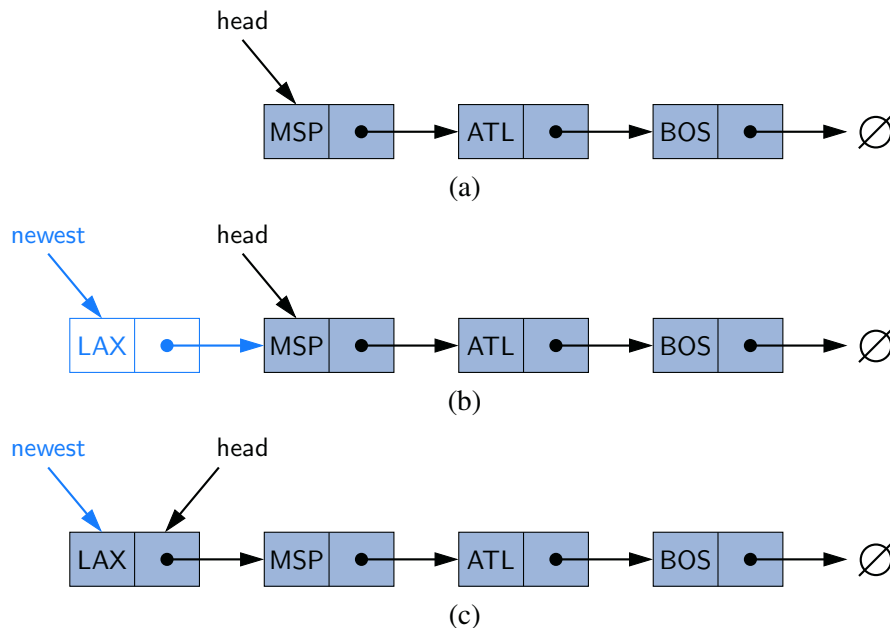 head
MSP ATL BOS ∅
(a)
newest head
LAX MSP ATL BOS ∅
(b)
newest head
LAX MSP ATL BOS ∅
(c)